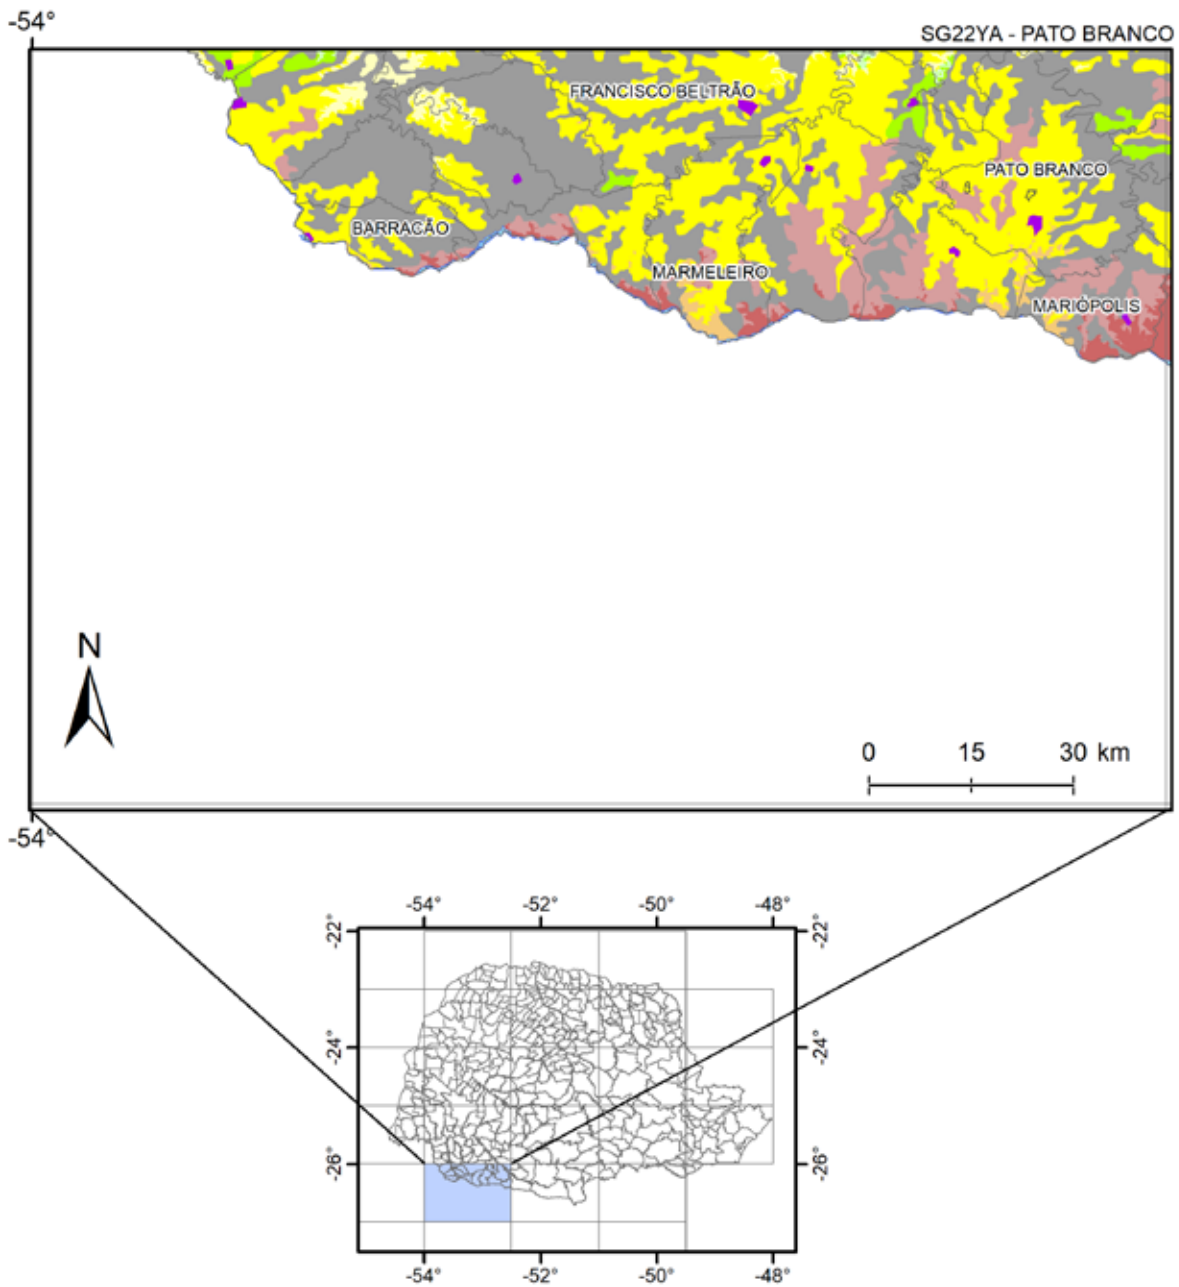 -54°
SG22YA - PATO BRANCO
FRANCISCO BELTRÃO
PATO BRANCO
BARRACÃO
MARMELEIRO
MARIÓPOLIS
N
0 15 30 km
-54°
-54° -52° -50° -48°
-22° -22°
-24° -24°
-26° -26°
-54° -52° -50° -48°